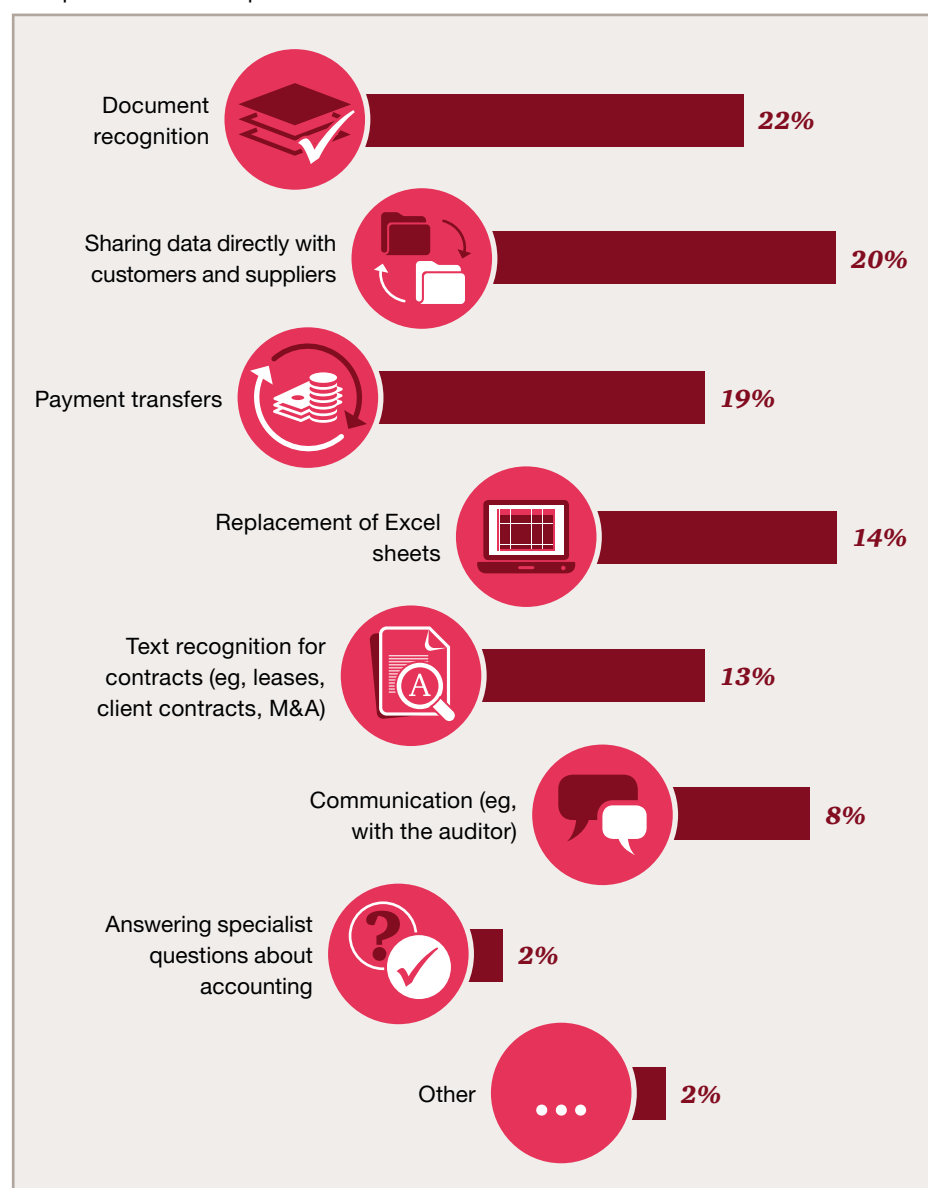 Document
recognition
22%
Sharing data directly with
customers and suppliers
20%
Payment transfers
19%
Replacement of Excel
sheets
14%
Text recognition for
contracts (eg, leases,
client contracts, M&A)
A
13%
Communication (eg,
with the auditor)
8%
Answering specialist
questions about
accounting
?
2%
Other
...
2%